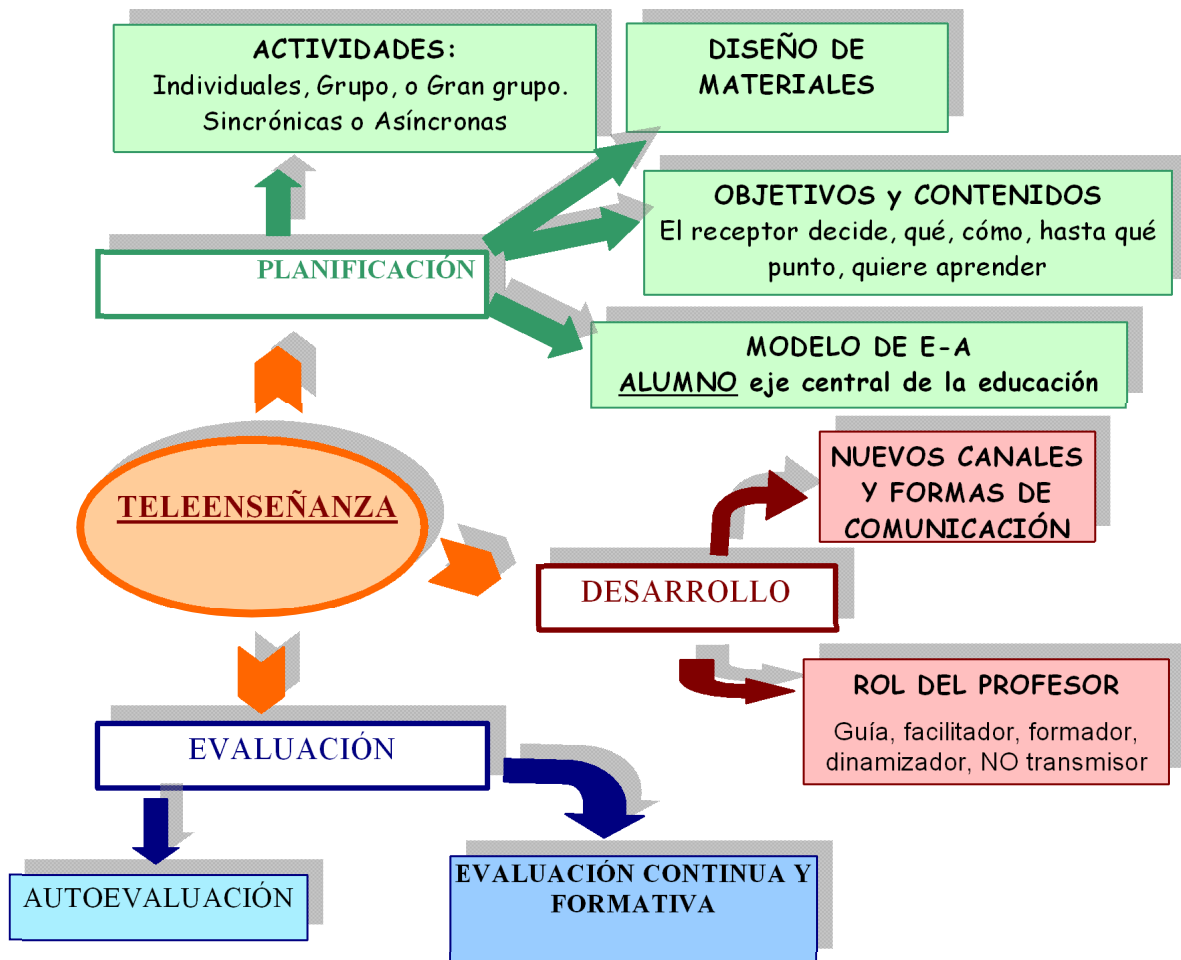 ACTIVIDADES:
Individuales, Grupo, o Gran grupo.
Sincrónicas o Asíncronas
DISEÑO DE
MATERIALES
OBJETIVOS y CONTENIDOS
El receptor decide, qué, cómo, hasta qué
punto, quiere aprender
PLANIFICACIÓN
MODELO DE E-A
ALUMNO eje central de la educación
NUEVOS CANALES
Y FORMAS DE
COMUNICACIÓN
TELEENSEÑANZA
DESARROLLO
ROL DEL PROFESOR
Guía, facilitador, formador,
dinamizador, NO transmisor
EVALUACIÓN
AUTOEVALUACIÓN
EVALUACIÓN CONTINUA Y
FORMATIVA